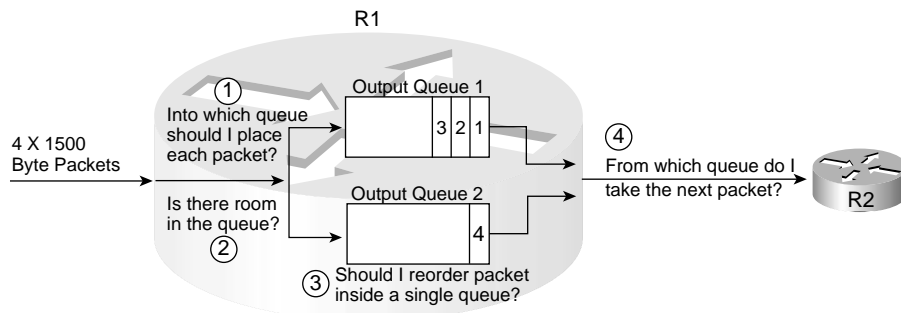 R1
1
Into which queue
should I place
each packet?
4 X 1500
Byte Packets
Is there room
in the queue?
2
Output Queue 1
3 2 1
Output Queue 2
4
3
Should I reorder packet
inside a single queue?
4
From which queue do I
take the next packet?
R2